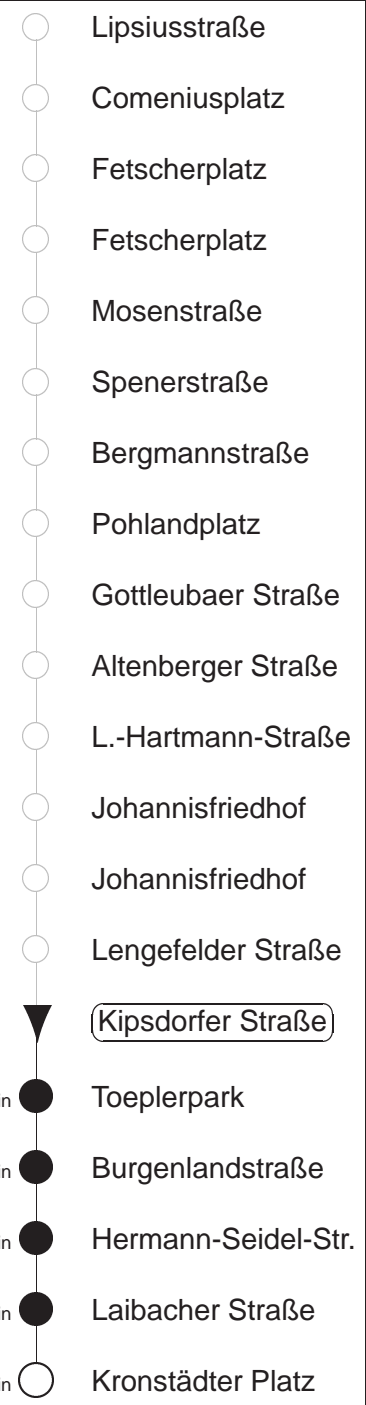 Lipsiusstraße
Comeniusplatz
Fetscherplatz
Fetscherplatz
Mosenstraße
Spenerstraße
Bergmannstraße
Pohlandplatz
Gottleubaer Straße
Altenberger Straße
L.-Hartmann-Straße
Johannisfriedhof
Johannisfriedhof
Lengefelder Straße
Kipsdorfer Straße
Toeplerpark
Burgenlandstraße
Hermann-Seidel-Str.
Laibacher Straße
Kronstädter Platz